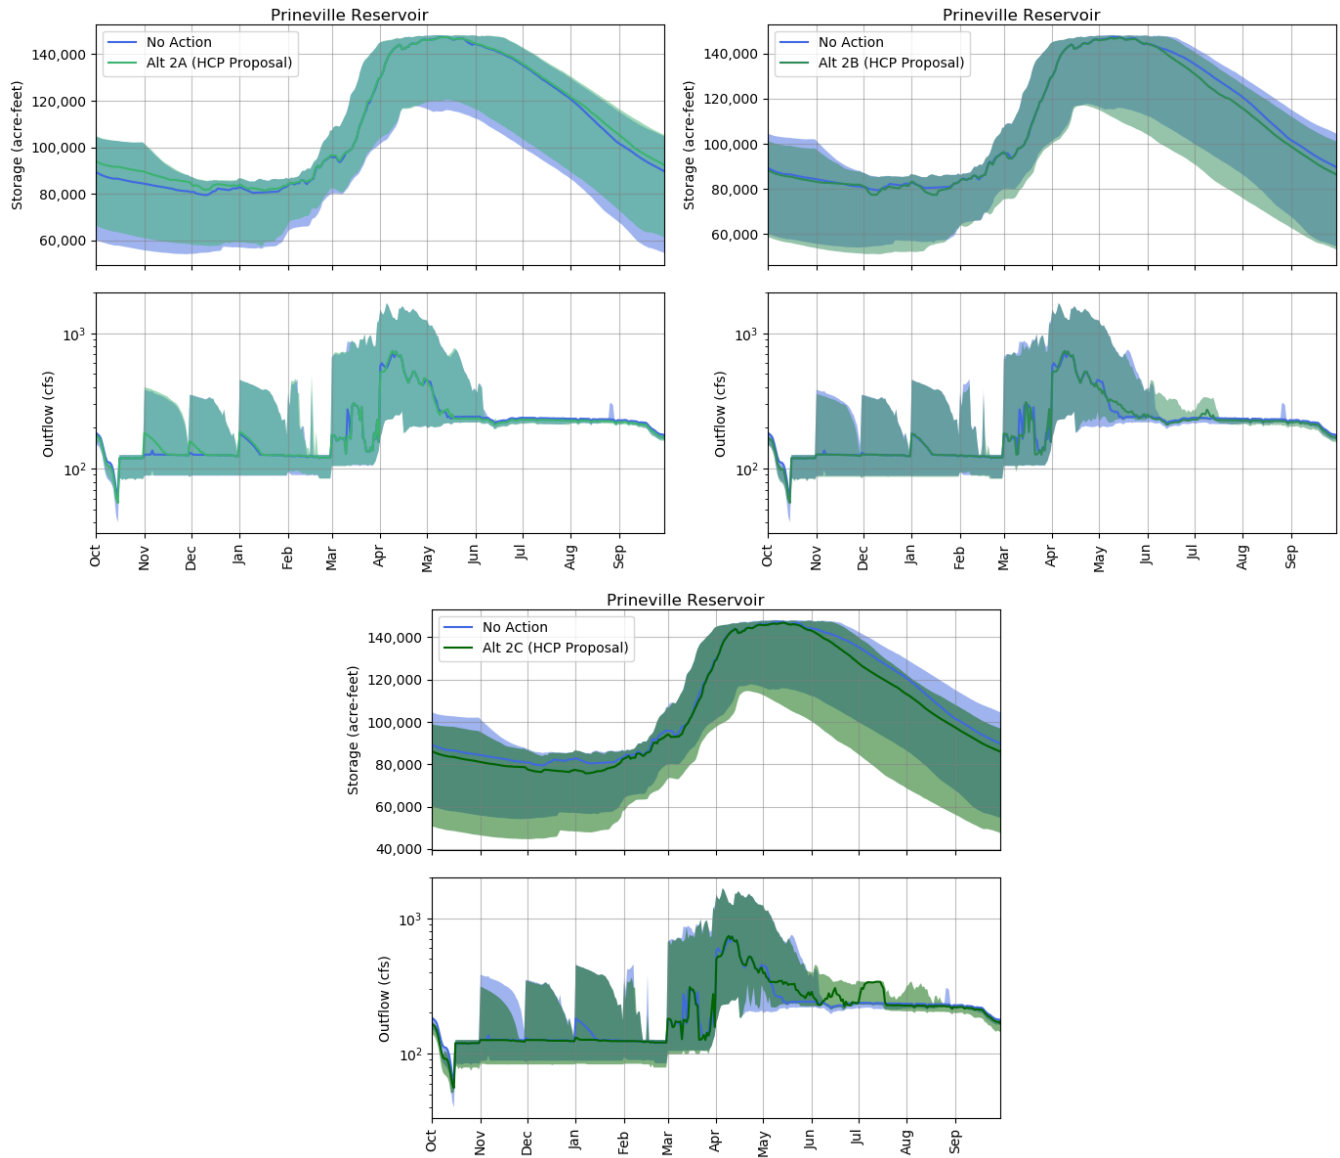 Prineville Reservoir
No Action
Alt 2A (HCP Proposal)
Storage (acre-feet)
140,000
120,000
100,000
80,000
60,000
Outflow (cfs)
10³
10²
Oct
Nov
Dec
Jan
Feb
Mar
Apr
May
Jun
Jul
Aug
Sep
Prineville Reservoir
No Action
Alt 2B (HCP Proposal)
Storage (acre-feet)
140,000
120,000
100,000
80,000
60,000
Outflow (cfs)
10³
10²
Oct
Nov
Dec
Jan
Feb
Mar
Apr
May
Jun
Jul
Aug
Sep
Prineville Reservoir
No Action
Alt 2C (HCP Proposal)
Storage (acre-feet)
140,000
120,000
100,000
80,000
60,000
40,000
Outflow (cfs)
10³
10²
Oct
Nov
Dec
Jan
Feb
Mar
Apr
May
Jun
Jul
Aug
Sep